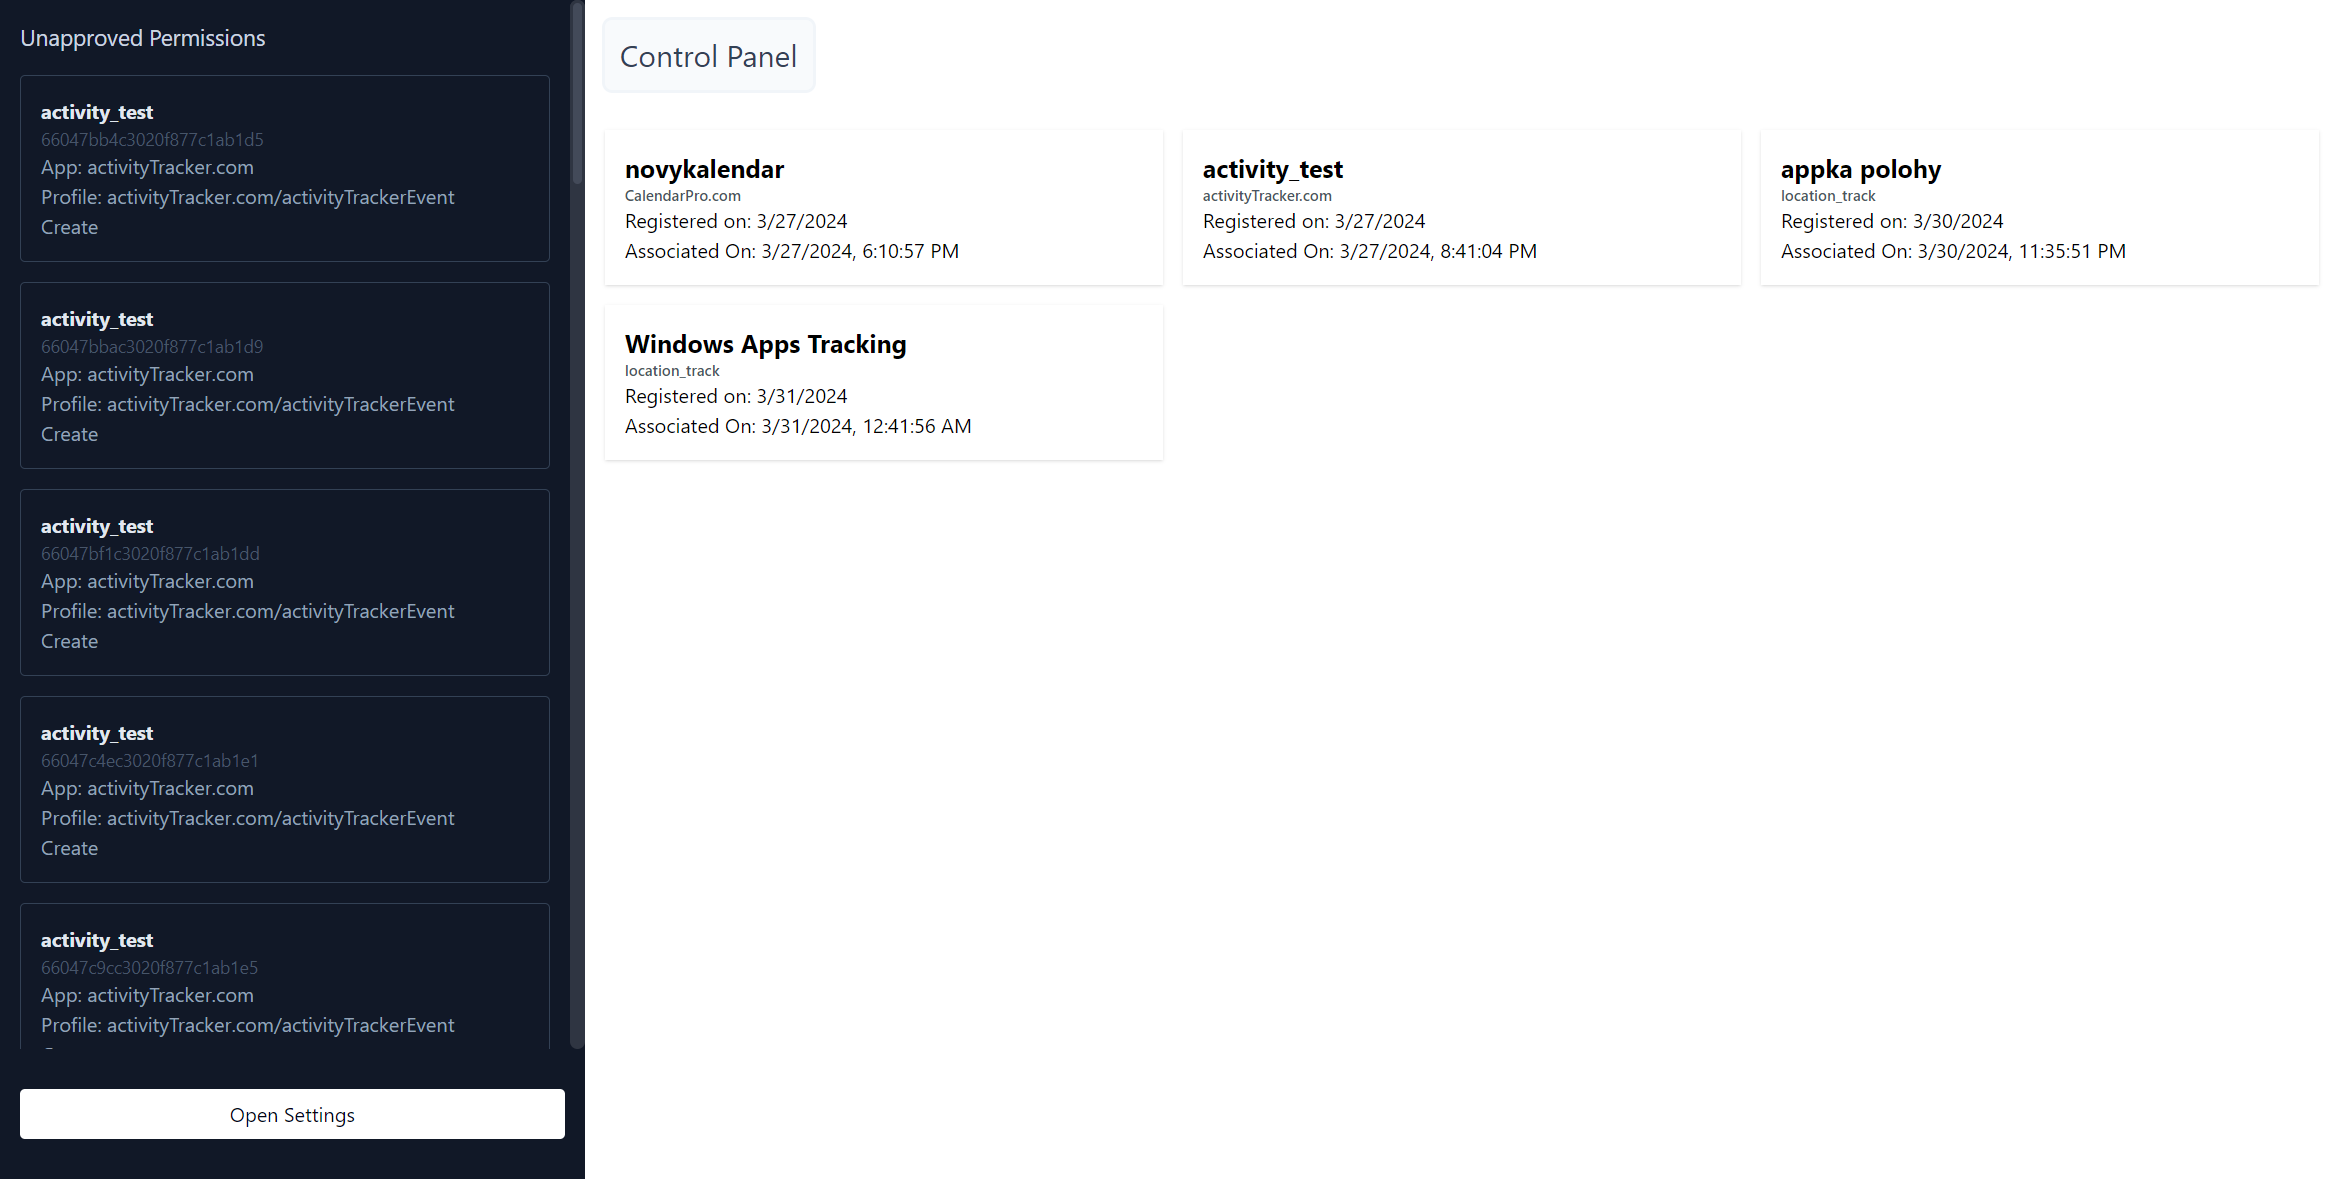 Unapproved Permissions
activity_test
66047bb4c3020f877c1ab1d5
App: activityTracker.com
Profile: activityTracker.com/activityTrackerEvent
Create
activity_test
66047bbac3020f877c1ab1d9
App: activityTracker.com
Profile: activityTracker.com/activityTrackerEvent
Create
activity_test
66047bf1c3020f877c1ab1dd
App: activityTracker.com
Profile: activityTracker.com/activityTrackerEvent
Create
activity_test
66047c4ec3020f877c1ab1e1
App: activityTracker.com
Profile: activityTracker.com/activityTrackerEvent
Create
activity_test
66047c9cc3020f877c1ab1e5
App: activityTracker.com
Profile: activityTracker.com/activityTrackerEvent
Open Settings
Control Panel
novykalendar
CalendarPro.com
Registered on: 3/27/2024
Associated On: 3/27/2024, 6:10:57 PM
activity_test
activityTracker.com
Registered on: 3/27/2024
Associated On: 3/27/2024, 8:41:04 PM
appka polohy
location_track
Registered on: 3/30/2024
Associated On: 3/30/2024, 11:35:51 PM
Windows Apps Tracking
location_track
Registered on: 3/31/2024
Associated On: 3/31/2024, 12:41:56 AM